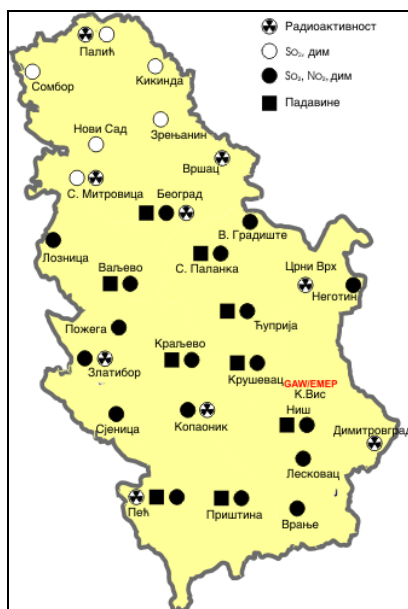 Радиоактивност
So₂, дим
So₂, No₂, дим
Падавине
Палић
Сомбор
Кикинда
Зрењанин
Нови Сад
Вршац
С. Митровица
Београд
В. Градиште
Лозница
С. Паланка
Ваљево
Црни Врх
Неготин
Ћуприја
Пожега
Краљево
Златибор
Крушевац
GAW/EMEP
К.Вис
Ниш
Сјеница
Копаоник
Димитровград
Лесковац
Пећ
Приштина
Врање